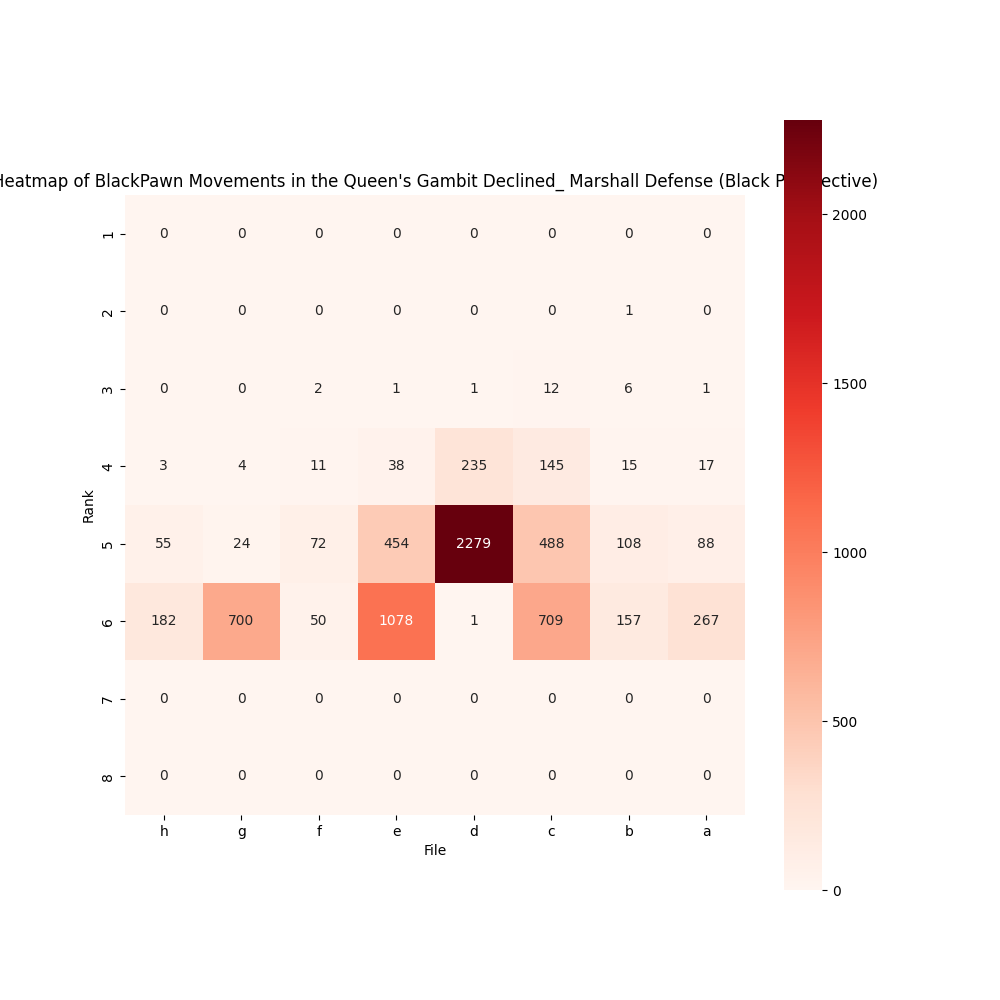 Heatmap of BlackPawn Movements in the Queen's Gambit Declined_ Marshall Defense (Black
1 0 0 0 0 0 0 0 0
2 0 0 0 0 0 0 1 0
3 0 0 2 1 1 12 6 1
4 3 4 11 38 235 145 15 17
Rank
5 55 24 72 454 2279 488 108 88
6 182 700 50 1078 1 709 157 267
7 0 0 0 0 0 0 0 0
8 0 0 0 0 0 0 0 0
h g f e d c b a
File
2000
1500
1000
500
0